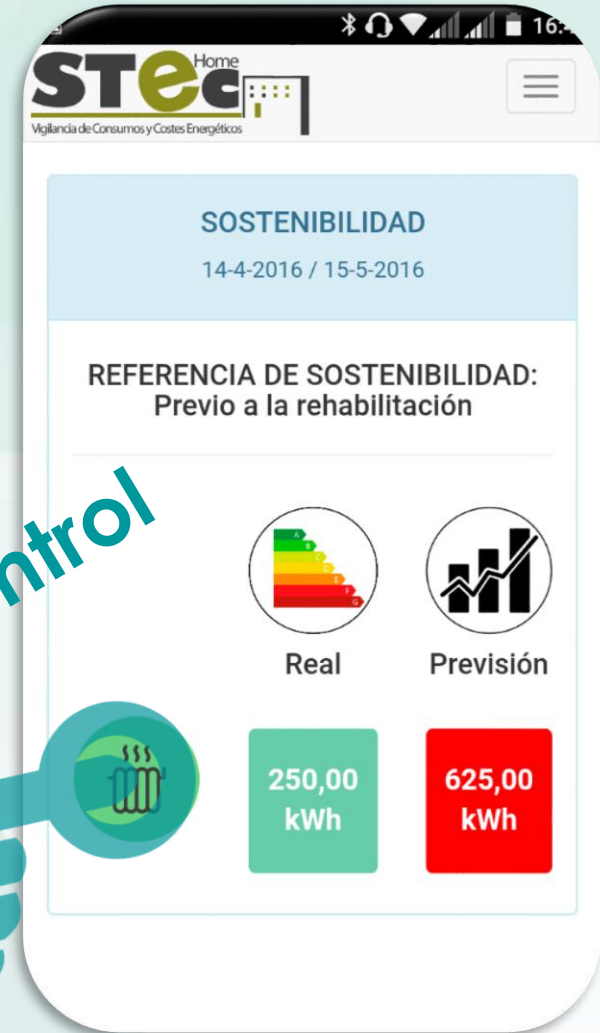 STec
Home
Vigilancia de Consumos y Costes Energéticos
SOSTENIBILIDAD
14-4-2016 / 15-5-2016
REFERENCIA DE SOSTENIBILIDAD:
Previo a la rehabilitación
A
B
C
D
E
F
G
Real
Previsión
250,00
kWh
625,00
kWh